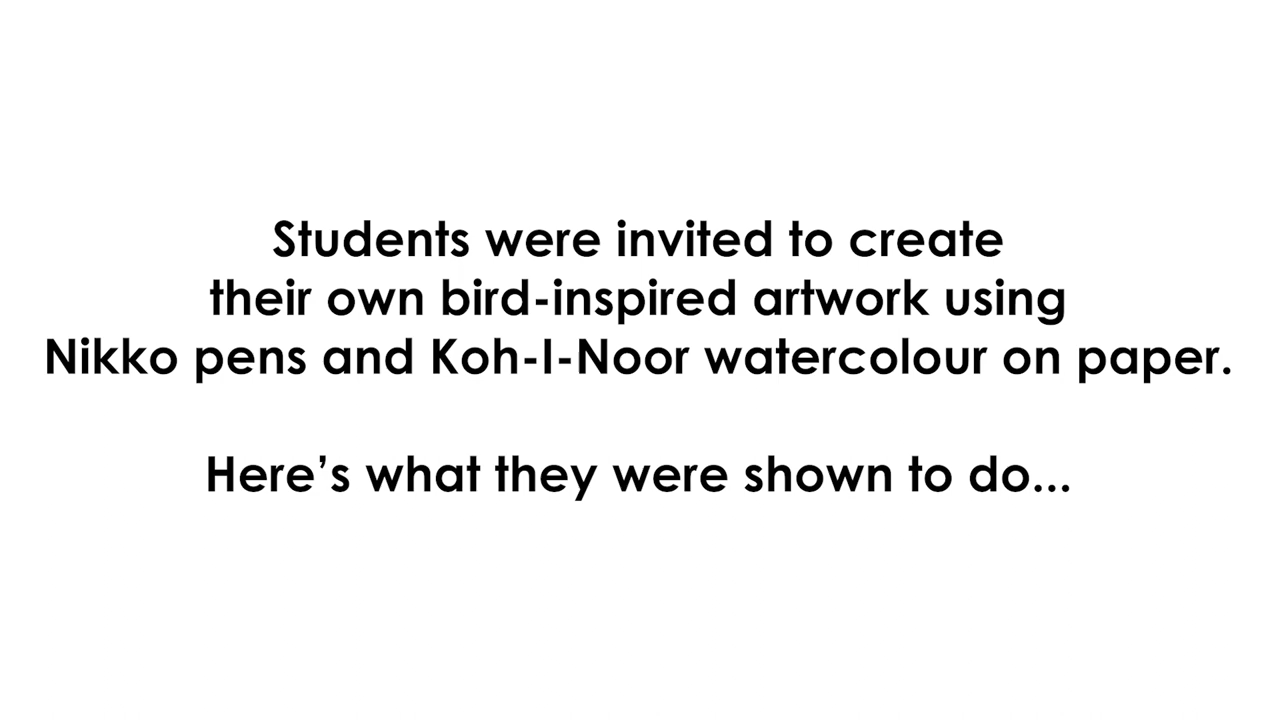 Students were invited to create
their own bird-inspired artwork using
Nikko pens and Koh-I-Noor watercolour on paper.
Here’s what they were shown to do...